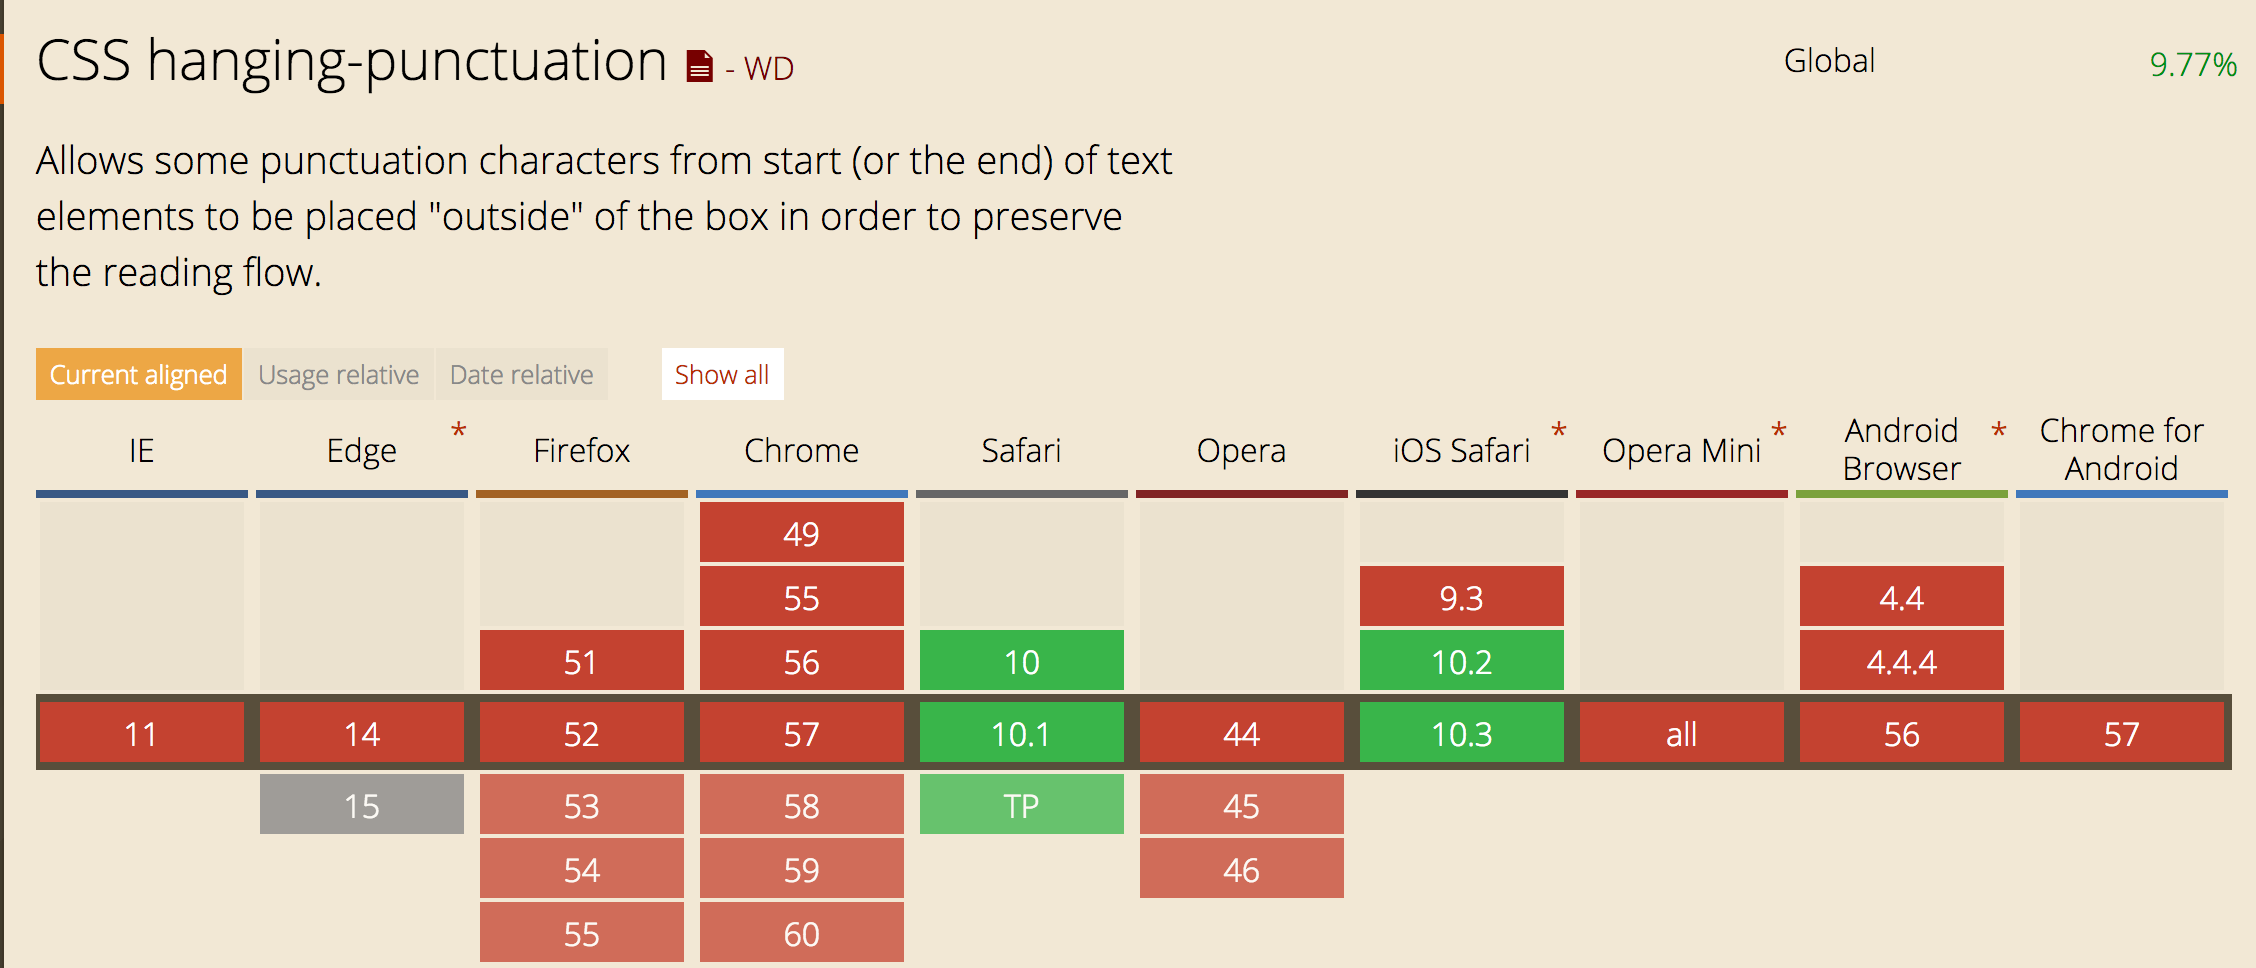 CSS hanging-punctuation - WD
Global 9.77%
Allows some punctuation characters from start (or the end) of text
elements to be placed "outside" of the box in order to preserve
the reading flow.
Current aligned Usage relative Date relative Show all
IE Edge * Firefox Chrome Safari Opera iOS Safari * Opera Mini * Android Browser * Chrome for Android
49
55 9.3 4.4
51 56 10 10.2 4.4.4
11 14 52 57 10.1 44 10.3 all 56 57
15 53 58 TP 45
54 59 46
55 60